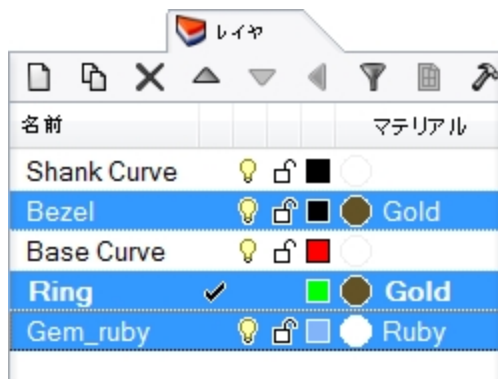 レイヤ
名前 マテリアル
Shank Curve
Bezel Gold
Base Curve
Ring Gold
Gem_ruby Ruby